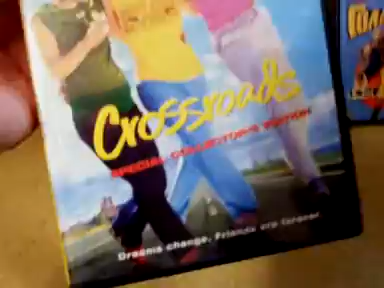 Crossroads
SPECIAL COLLECTOR'S EDITION
Dreams change. Friends are forever.